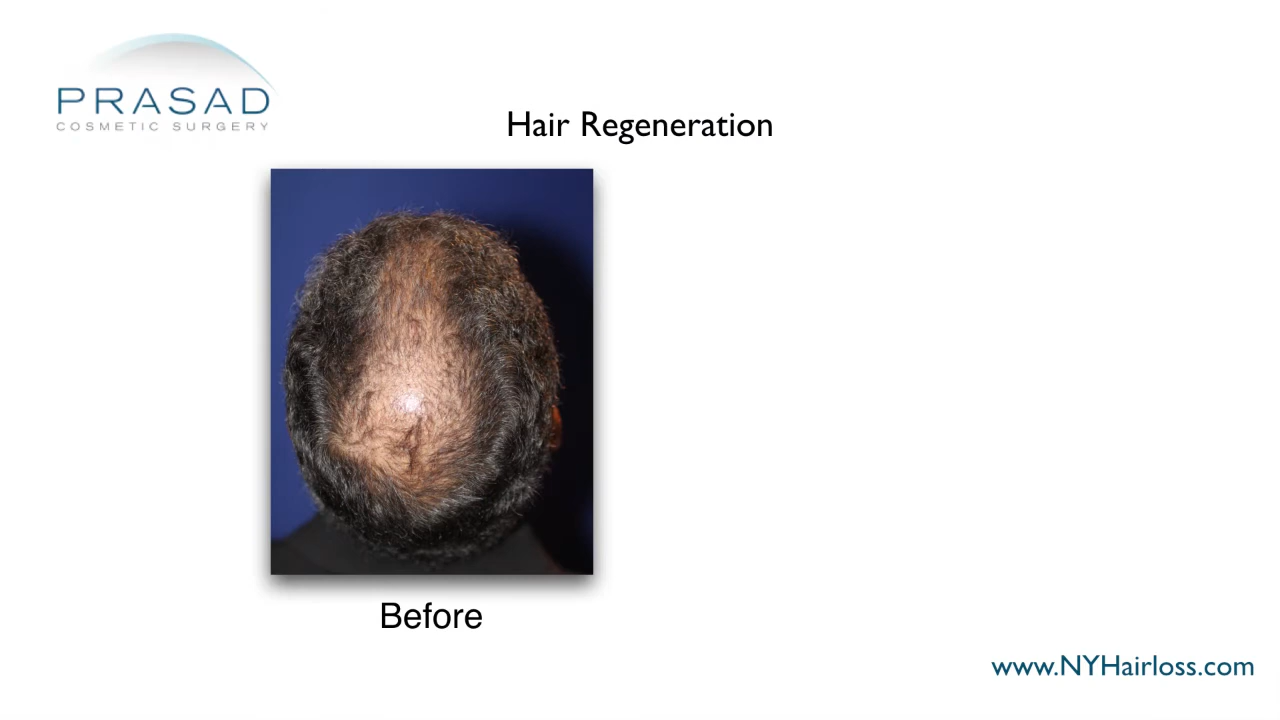 PRASAD
COSMETIC SURGERY
Hair Regeneration
Before
www.NYHairloss.com